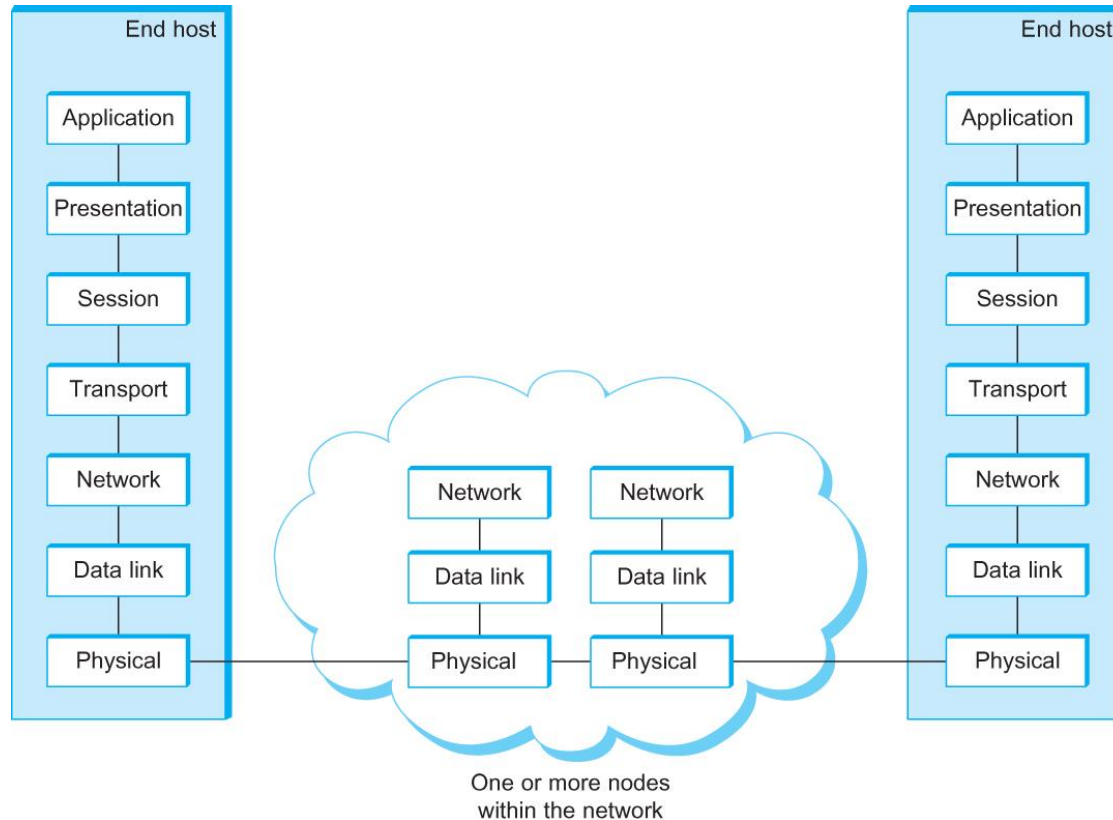 End host
Application
Presentation
Session
Transport
Network
Data link
Physical
Network
Data link
Physical
Network
Data link
Physical
One or more nodes
within the network
End host
Application
Presentation
Session
Transport
Network
Data link
Physical